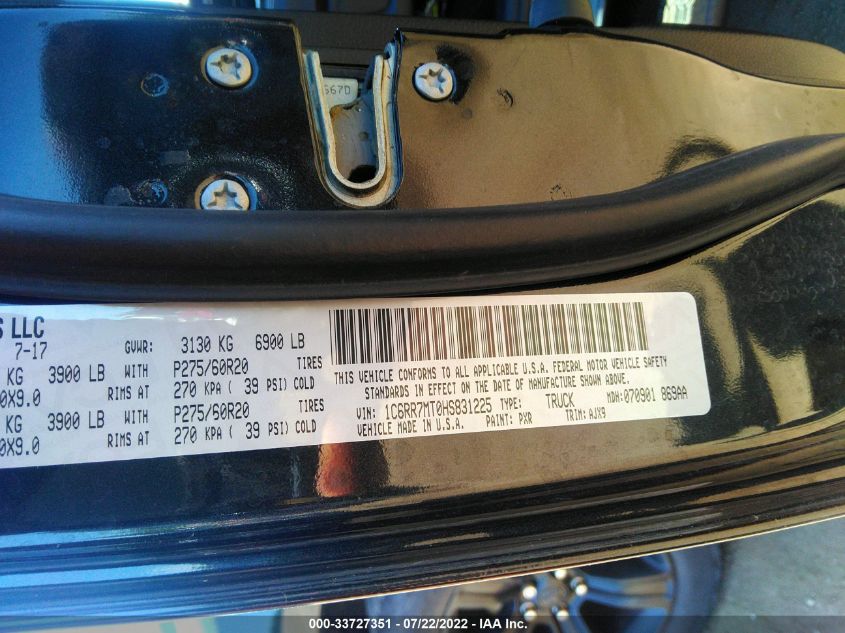 S67D
S LLC
7-17 GVWR: 3130 KG 6900 LB
KG 3900 LB WITH P275/60R20 TIRES
0X9.0 RIMS AT 270 KPA ( 39 PSI) COLD
KG 3900 LB WITH P275/60R20 TIRES
0X9.0 RIMS AT 270 KPA ( 39 PSI) COLD
THIS VEHICLE CONFORMS TO ALL APPLICABLE U.S.A. FEDERAL MOTOR VEHICLE SAFETY
STANDARDS IN EFFECT ON THE DATE OF MANUFACTURE SHOWN ABOVE.
VIN: 1C6RR7MT0HS831225 TYPE: TRUCK MDH: 070901 869AA
VEHICLE MADE IN U.S.A. PAINT: PXR TRIM: AJX9
000-33727351 - 07/22/2022 - IAA Inc.